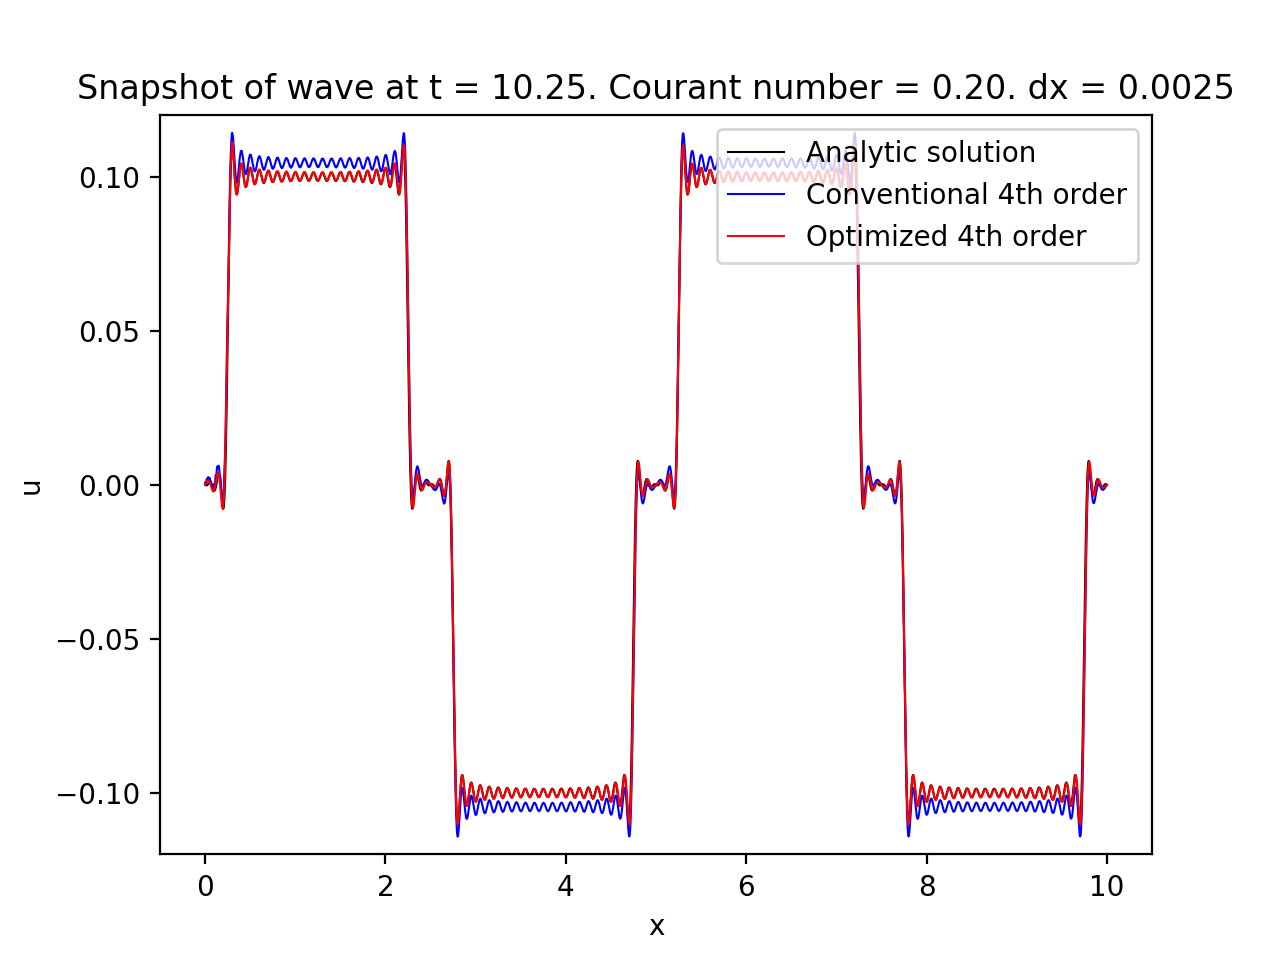 Snapshot of wave at t = 10.25. Courant number = 0.20. dx = 0.0025
Analytic solution
Conventional 4th order
Optimized 4th order
0.10
0.05
0.00
−0.05
−0.10
u
0 2 4 6 8 10
x